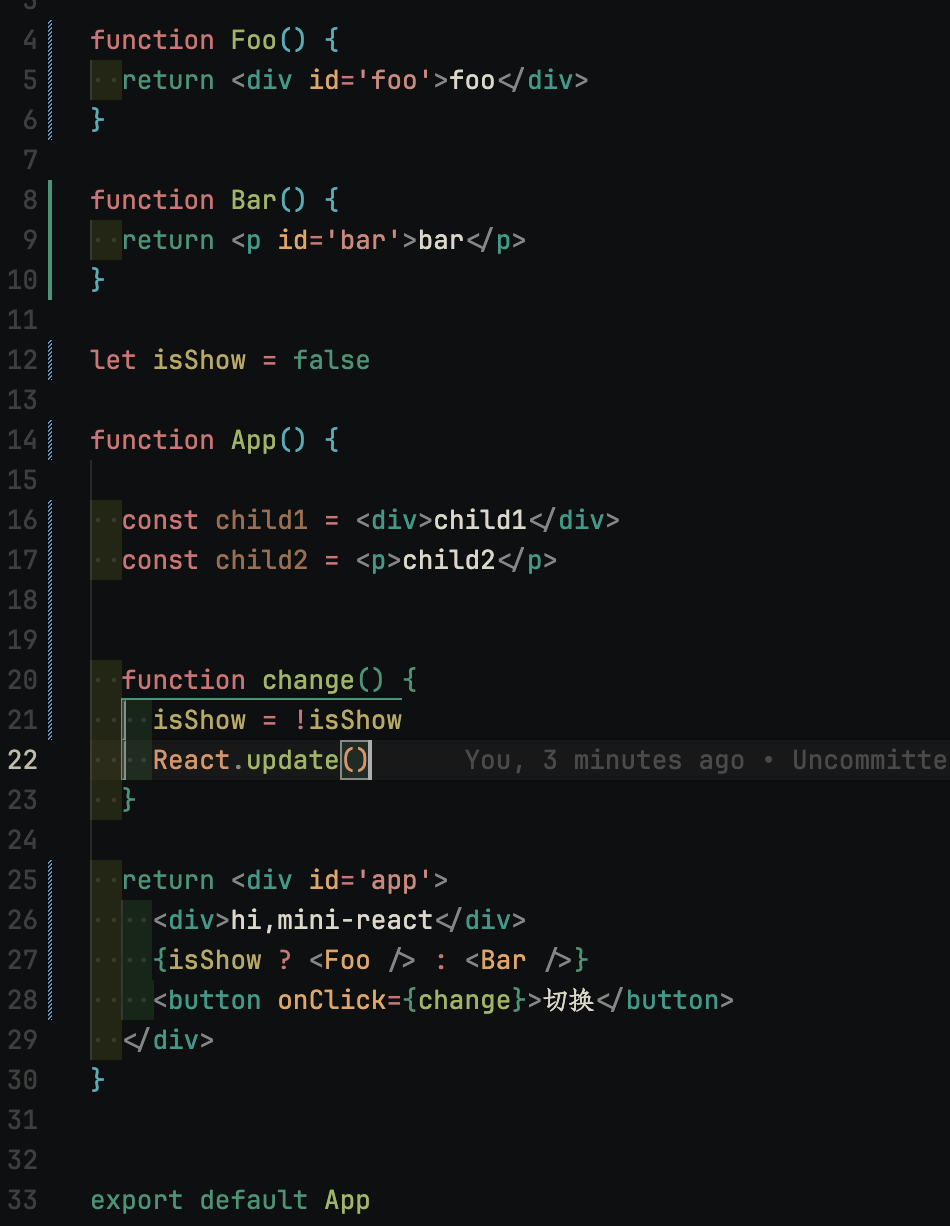 3
4 function Foo() {
5 return <div id='foo'>foo</div>
6 }
7
8 function Bar() {
9 return <p id='bar'>bar</p>
10 }
11
12 let isShow = false
13
14 function App() {
15
16 const child1 = <div>child1</div>
17 const child2 = <p>child2</p>
18
19
20 function change() {
21 isShow = !isShow
22 React.update() You, 3 minutes ago • Uncommitte
23 }
24
25 return <div id='app'>
26 <div>hi,mini-react</div>
27 {isShow ? <Foo /> : <Bar />}
28 <button onClick={change}>切换</button>
29 </div>
30 }
31
32
33 export default App